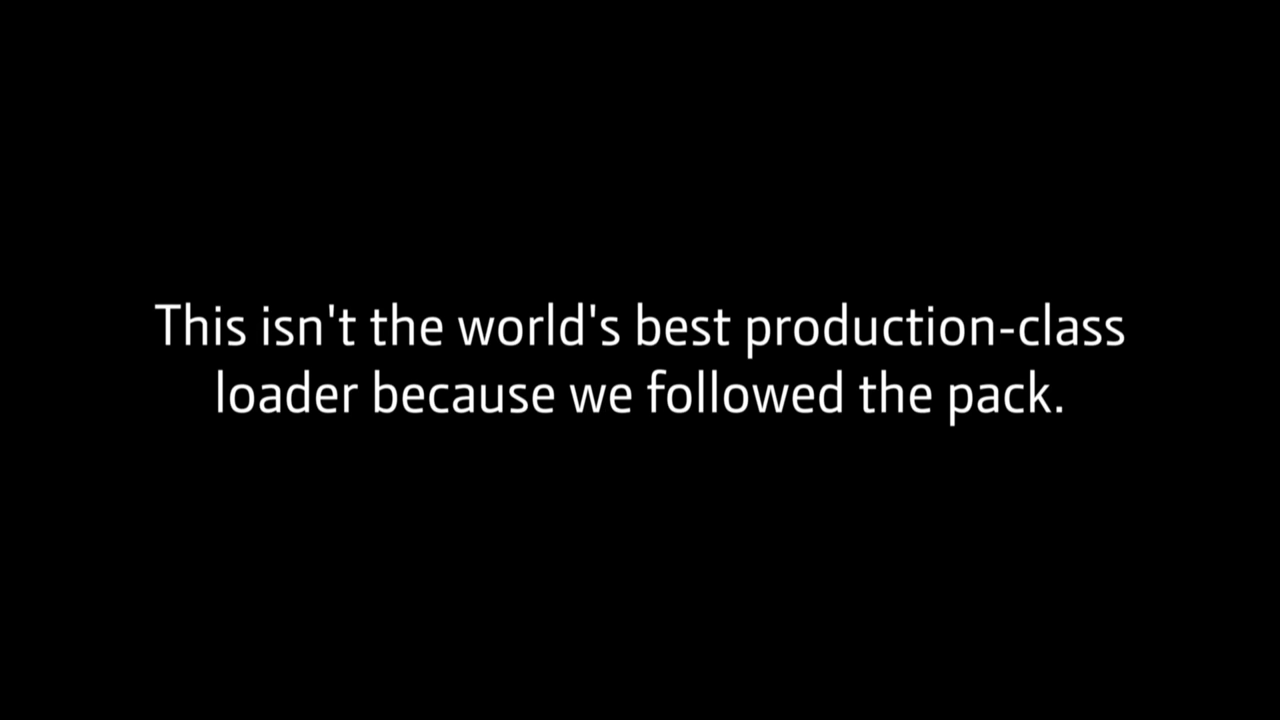 This isn't the world's best production-class
loader because we followed the pack.